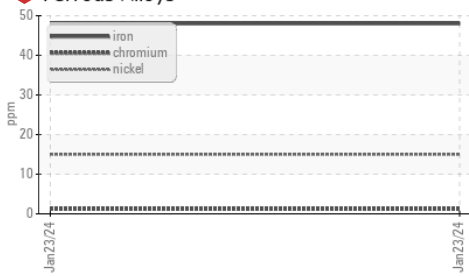 Ferrous Alloys
50
iron
chromium
nickel
40
30
20
10
0
ppm
Jan23/24
Jan23/24